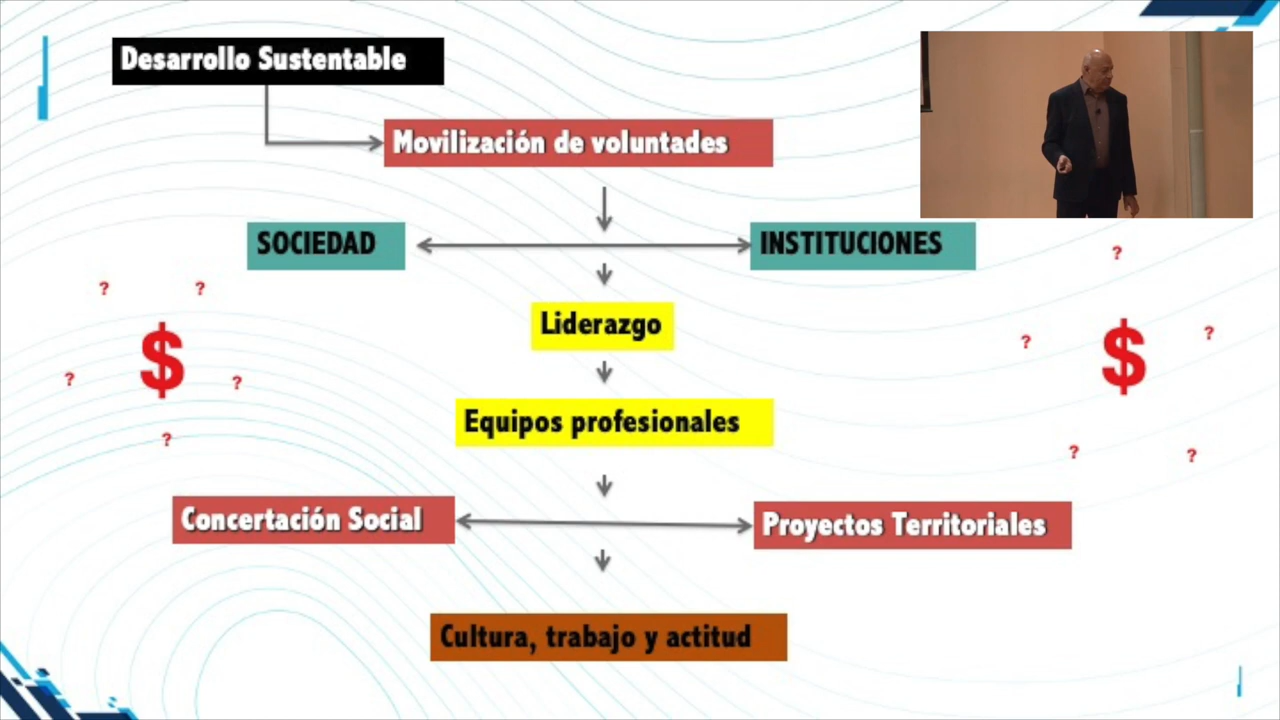 Desarrollo Sustentable
Movilización de voluntades
SOCIEDAD
INSTITUCIONES
?
? ?
Liderazgo
$
$
? ?
? ?
Equipos profesionales
?
? ?
Concertación Social
Proyectos Territoriales
Cultura, trabajo y actitud